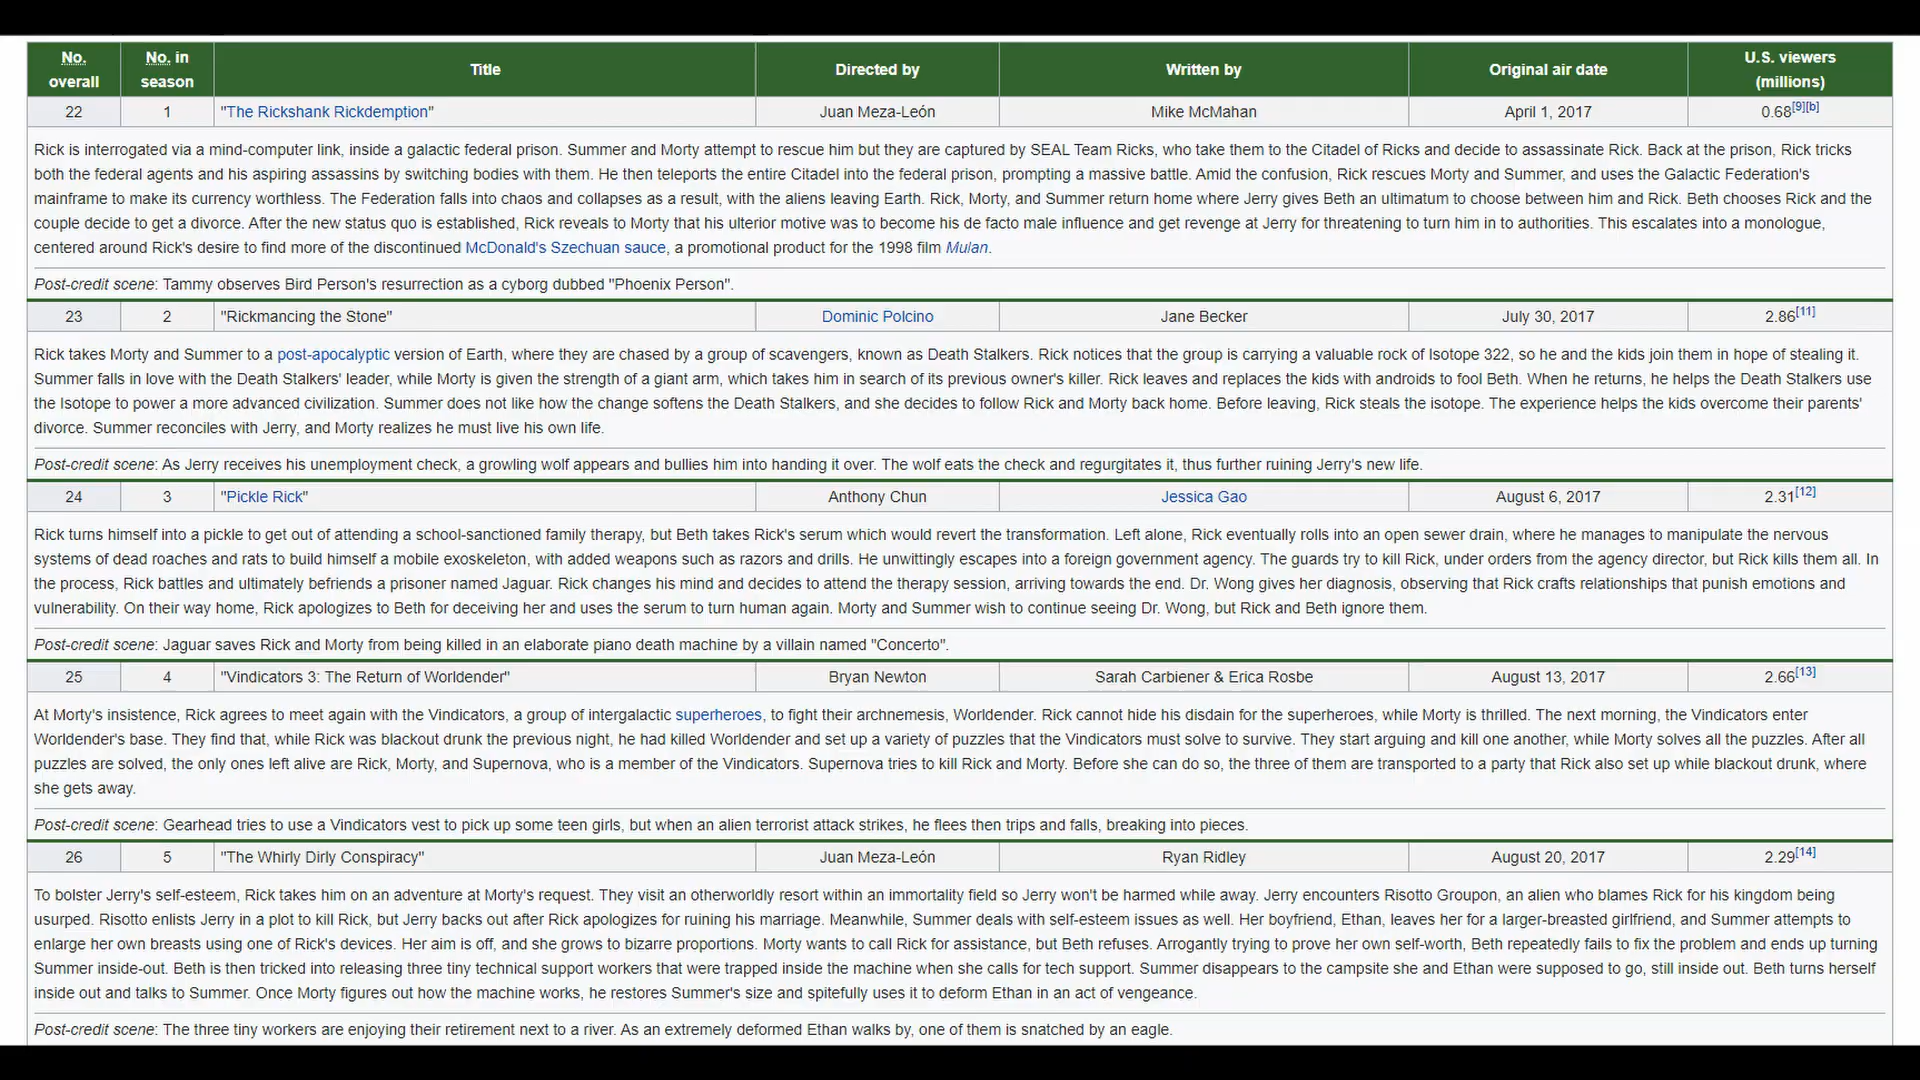 No. overall No. in season Title Directed by Written by Original air date U.S. viewers (millions)
22 1 "The Rickshank Rickdemption" Juan Meza-León Mike McMahan April 1, 2017 0.68[9][b]
Rick is interrogated via a mind-computer link, inside a galactic federal prison. Summer and Morty attempt to rescue him but they are captured by SEAL Team Ricks, who take them to the Citadel of Ricks and decide to assassinate Rick. Back at the prison, Rick tricks
both the federal agents and his aspiring assassins by switching bodies with them. He then teleports the entire Citadel into the federal prison, prompting a massive battle. Amid the confusion, Rick rescues Morty and Summer, and uses the Galactic Federation's
mainframe to make its currency worthless. The Federation falls into chaos and collapses as a result, with the aliens leaving Earth. Rick, Morty, and Summer return home where Jerry gives Beth an ultimatum to choose between him and Rick. Beth chooses Rick and the
couple decide to get a divorce. After the new status quo is established, Rick reveals to Morty that his ulterior motive was to become his de facto male influence and get revenge at Jerry for threatening to turn him in to authorities. This escalates into a monologue,
centered around Rick's desire to find more of the discontinued McDonald's Szechuan sauce, a promotional product for the 1998 film Mulan.
Post-credit scene: Tammy observes Bird Person's resurrection as a cyborg dubbed "Phoenix Person".
23 2 "Rickmancing the Stone" Dominic Polcino Jane Becker July 30, 2017 2.86[11]
Rick takes Morty and Summer to a post-apocalyptic version of Earth, where they are chased by a group of scavengers, known as Death Stalkers. Rick notices that the group is carrying a valuable rock of Isotope 322, so he and the kids join them in hope of stealing it.
Summer falls in love with the Death Stalkers' leader, while Morty is given the strength of a giant arm, which takes him in search of its previous owner's killer. Rick leaves and replaces the kids with androids to fool Beth. When he returns, he helps the Death Stalkers use
the Isotope to power a more advanced civilization. Summer does not like how the change softens the Death Stalkers, and she decides to follow Rick and Morty back home. Before leaving, Rick steals the isotope. The experience helps the kids overcome their parents'
divorce. Summer reconciles with Jerry, and Morty realizes he must live his own life.
Post-credit scene: As Jerry receives his unemployment check, a growling wolf appears and bullies him into handing it over. The wolf eats the check and regurgitates it, thus further ruining Jerry's new life.
24 3 "Pickle Rick" Anthony Chun Jessica Gao August 6, 2017 2.31[12]
Rick turns himself into a pickle to get out of attending a school-sanctioned family therapy, but Beth takes Rick's serum which would revert the transformation. Left alone, Rick eventually rolls into an open sewer drain, where he manages to manipulate the nervous
systems of dead roaches and rats to build himself a mobile exoskeleton, with added weapons such as razors and drills. He unwittingly escapes into a foreign government agency. The guards try to kill Rick, under orders from the agency director, but Rick kills them all. In
the process, Rick battles and ultimately befriends a prisoner named Jaguar. Rick changes his mind and decides to attend the therapy session, arriving towards the end. Dr. Wong gives her diagnosis, observing that Rick crafts relationships that punish emotions and
vulnerability. On their way home, Rick apologizes to Beth for deceiving her and uses the serum to turn human again. Morty and Summer wish to continue seeing Dr. Wong, but Rick and Beth ignore them.
Post-credit scene: Jaguar saves Rick and Morty from being killed in an elaborate piano death machine by a villain named "Concerto".
25 4 "Vindicators 3: The Return of Worldender" Bryan Newton Sarah Carbiener & Erica Rosbe August 13, 2017 2.66[13]
At Morty's insistence, Rick agrees to meet again with the Vindicators, a group of intergalactic superheroes, to fight their archnemesis, Worldender. Rick cannot hide his disdain for the superheroes, while Morty is thrilled. The next morning, the Vindicators enter
Worldender's base. They find that, while Rick was blackout drunk the previous night, he had killed Worldender and set up a variety of puzzles that the Vindicators must solve to survive. They start arguing and kill one another, while Morty solves all the puzzles. After all
puzzles are solved, the only ones left alive are Rick, Morty, and Supernova, who is a member of the Vindicators. Supernova tries to kill Rick and Morty. Before she can do so, the three of them are transported to a party that Rick also set up while blackout drunk, where
she gets away.
Post-credit scene: Gearhead tries to use a Vindicators vest to pick up some teen girls, but when an alien terrorist attack strikes, he flees then trips and falls, breaking into pieces.
26 5 "The Whirly Dirly Conspiracy" Juan Meza-León Ryan Ridley August 20, 2017 2.29[14]
To bolster Jerry's self-esteem, Rick takes him on an adventure at Morty's request. They visit an otherworldly resort within an immortality field so Jerry won't be harmed while away. Jerry encounters Risotto Groupon, an alien who blames Rick for his kingdom being
usurped. Risotto enlists Jerry in a plot to kill Rick, but Jerry backs out after Rick apologizes for ruining his marriage. Meanwhile, Summer deals with self-esteem issues as well. Her boyfriend, Ethan, leaves her for a larger-breasted girlfriend, and Summer attempts to
enlarge her own breasts using one of Rick's devices. Her aim is off, and she grows to bizarre proportions. Morty wants to call Rick for assistance, but Beth refuses. Arrogantly trying to prove her own self-worth, Beth repeatedly fails to fix the problem and ends up turning
Summer inside-out. Beth is then tricked into releasing three tiny technical support workers that were trapped inside the machine when she calls for tech support. Summer disappears to the campsite she and Ethan were supposed to go, still inside out. Beth turns herself
inside out and talks to Summer. Once Morty figures out how the machine works, he restores Summer's size and spitefully uses it to deform Ethan in an act of vengeance.
Post-credit scene: The three tiny workers are enjoying their retirement next to a river. As an extremely deformed Ethan walks by, one of them is snatched by an eagle.